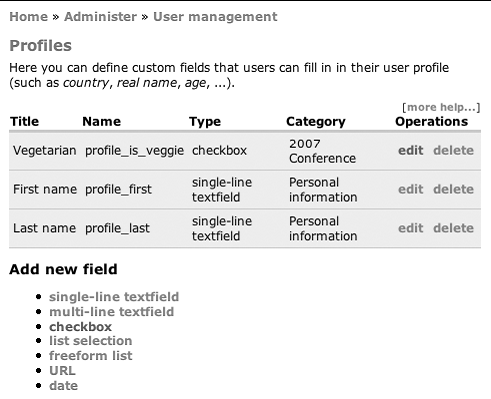 Home » Administer » User management
Profiles
Here you can define custom fields that users can fill in in their user profile
(such as country, real name, age, ...).
[more help...]
Title Name Type Category Operations
Vegetarian profile_is_veggie checkbox 2007 Conference edit delete
First name profile_first single-line textfield Personal information edit delete
Last name profile_last single-line textfield Personal information edit delete
Add new field
• single-line textfield
• multi-line textfield
• checkbox
• list selection
• freeform list
• URL
• date